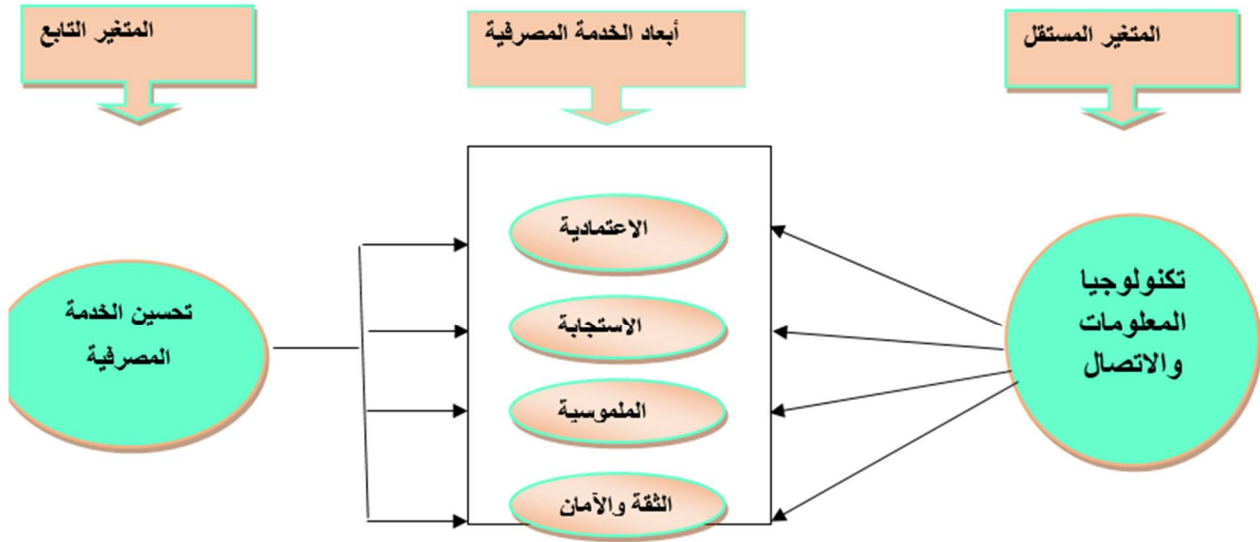 المتغير المستقل
أبعاد الخدمة المصرفية
المتغير التابع
تكنولوجيا
المعلومات
والاتصال
الاعتمادية
الاستجابة
الملموسية
الثقة والآمان
تحسين الخدمة
المصرفية